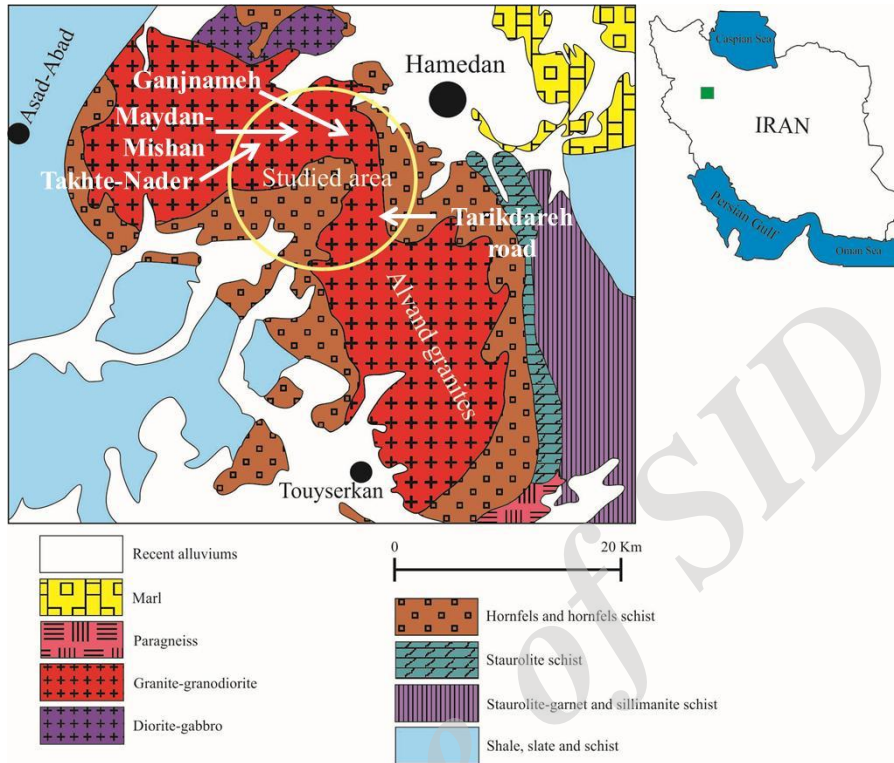 Asad-Abad
Ganjnameh
Maydan-
Mishan
Takhte-Nader
Studied area
Hamedan
Tarikdareh
road
Alvand granites
Touyserkan
Caspian Sea
IRAN
Persian Gulf
Oman Sea
Recent alluviums
Marl
Paragneiss
Granite-granodiorite
Diorite-gabbro
0 20 Km
Hornfels and hornfels schist
Staurolite schist
Staurolite-garnet and sillimanite schist
Shale, slate and schist
of SID